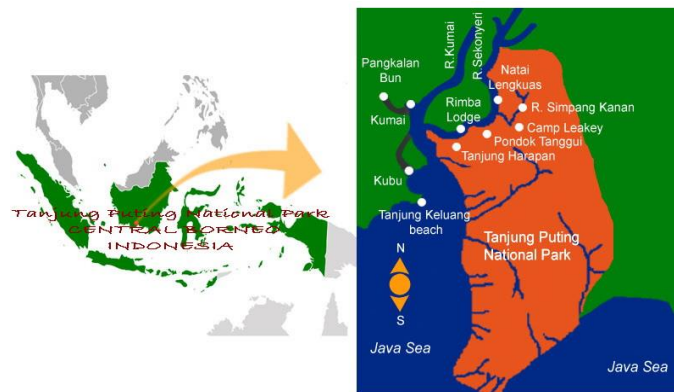 Tanjung Puting National Park
CENTRAL BORNEO
INDONESIA
R.Kumai
R.Sekonyeri
Pangkalan
Bun
Natai
Lengkuas
Kumai
Rimba
Lodge
R. Simpang Kanan
Camp Leakey
Pondok Tanggui
Tanjung Harapan
Kubu
Tanjung Keluang
beach
Tanjung Puting
National Park
N
S
Java Sea
Java Sea